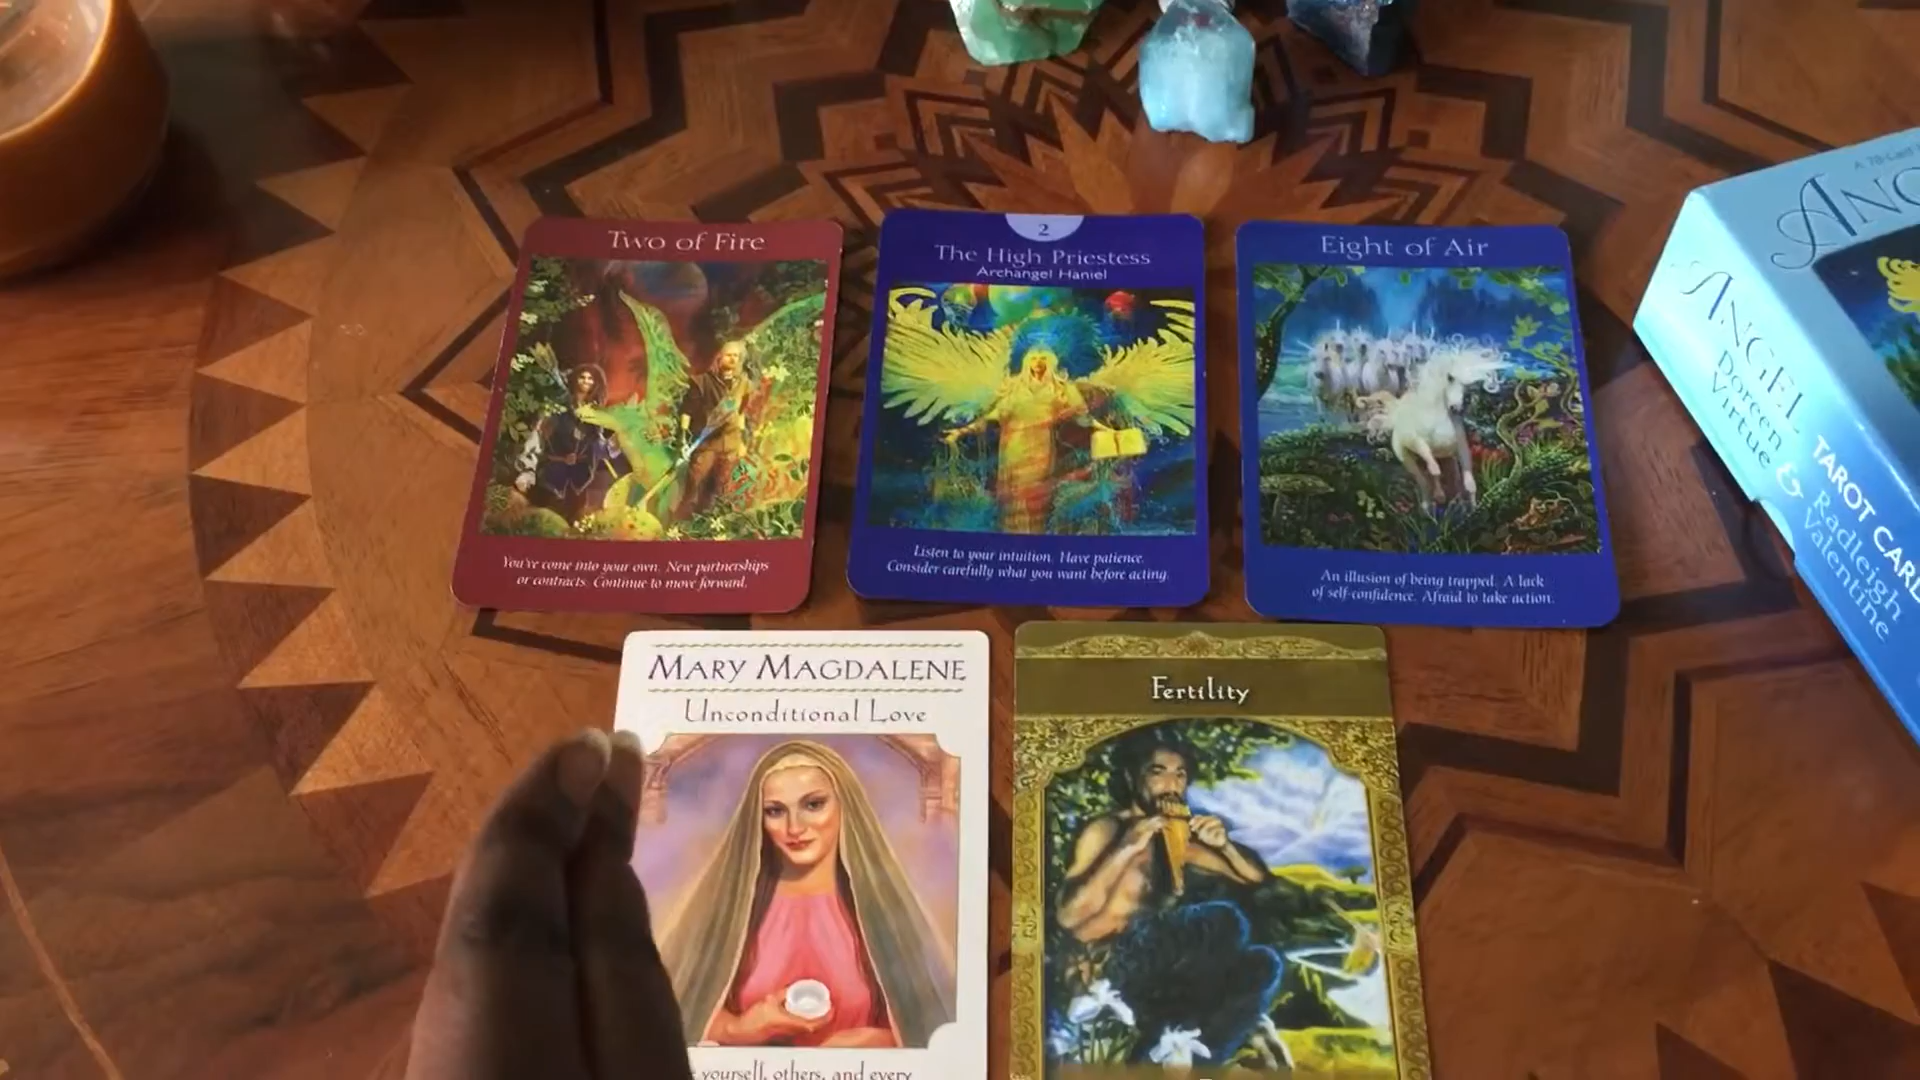 Two of Fire
You've come into your own. New partnerships
or contracts. Continue to move forward.
2
The High Priestess
Archangel Haniel
Listen to your intuition. Have patience.
Consider carefully what you want before acting.
Eight of Air
An illusion of being trapped. A lack
of self-confidence. Afraid to take action.
MARY MAGDALENE
Unconditional Love
yourself, others, and every
Fertility
ANGEL
TAROT CARDS
Doreen
Virtue
&
Radleigh
Valentine